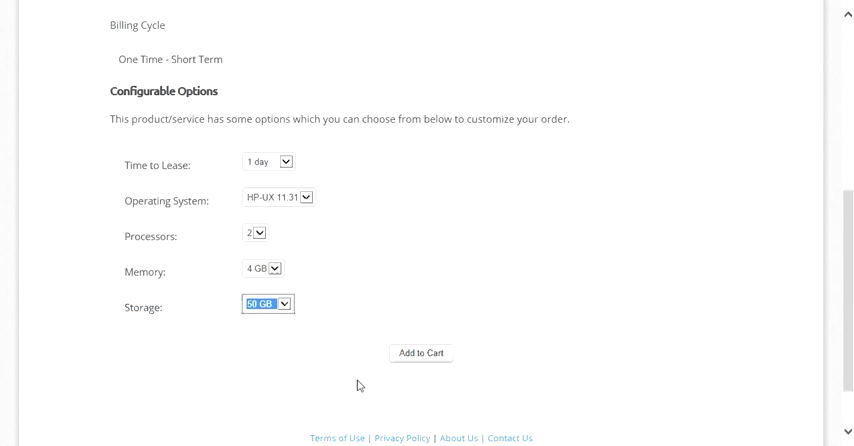 Billing Cycle
One Time - Short Term
Configurable Options
This product/service has some options which you can choose from below to customize your order.
Time to Lease: 1 day
Operating System: HP-UX 11.31
Processors: 2
Memory: 4 GB
Storage: 50 GB
Add to Cart
Terms of Use | Privacy Policy | About Us | Contact Us